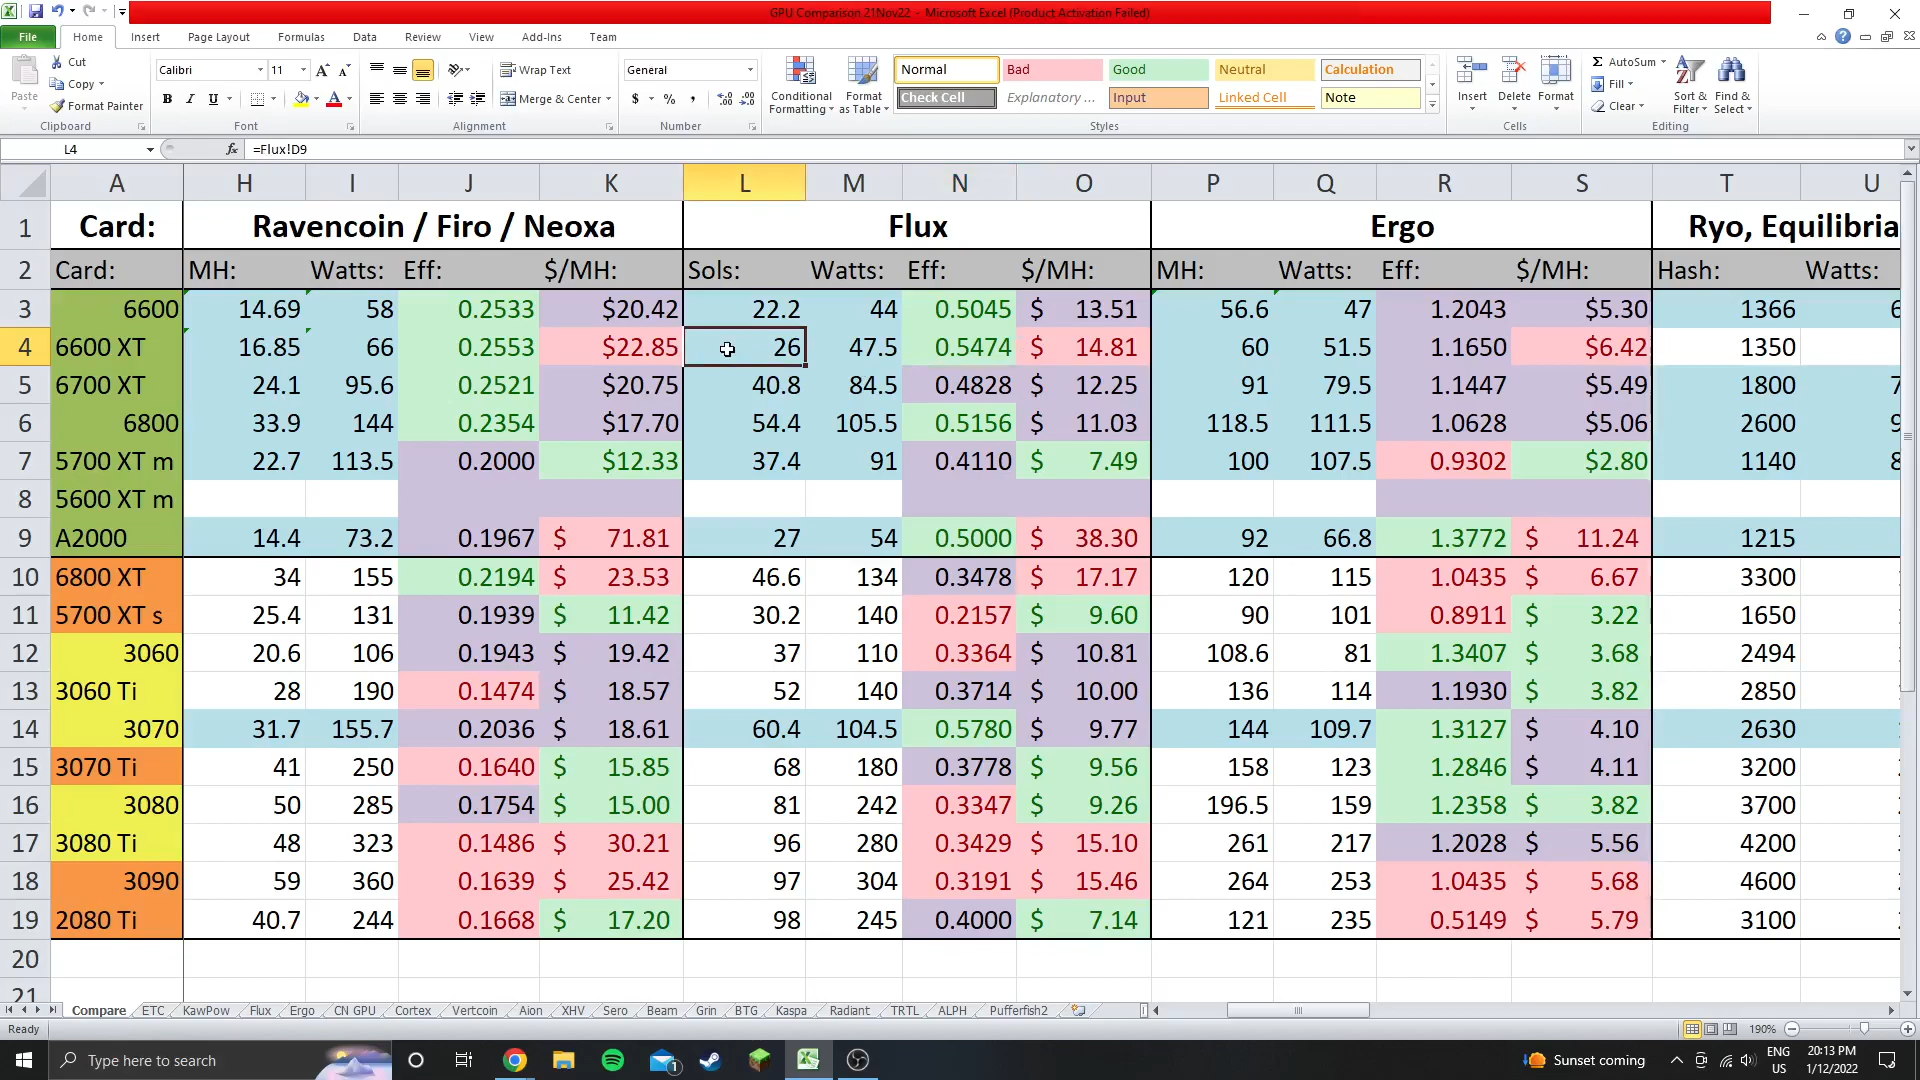 GPU Comparison 21Nov22 - Microsoft Excel (Product Activation Failed)
File Home Insert Page Layout Formulas Data Review View Add-Ins Team
Paste Cut Copy Format Painter Clipboard
Calibri 11 B I U Font
Wrap Text Merge & Center Alignment
General $ % , Number
Conditional Formatting Format as Table
Normal Bad Good Neutral Calculation
Check Cell Explanatory ... Input Linked Cell Note
Styles
Insert Delete Format Cells
AutoSum Fill Clear Sort & Filter Find & Select Editing
L4 fx =Flux!D9
A H I J K L M N O P Q R S T U
1 Card: Ravencoin / Firo / Neoxa Flux Ergo Ryo, Equilibria
2 Card: MH: Watts: Eff: $/MH: Sols: Watts: Eff: $/MH: MH: Watts: Eff: $/MH: Hash: Watts:
3 6600 14.69 58 0.2533 $20.42 22.2 44 0.5045 $ 13.51 56.6 47 1.2043 $5.30 1366
4 6600 XT 16.85 66 0.2553 $22.85 26 47.5 0.5474 $ 14.81 60 51.5 1.1650 $6.42 1350
5 6700 XT 24.1 95.6 0.2521 $20.75 40.8 84.5 0.4828 $ 12.25 91 79.5 1.1447 $5.49 1800
6 6800 33.9 144 0.2354 $17.70 54.4 105.5 0.5156 $ 11.03 118.5 111.5 1.0628 $5.06 2600
7 5700 XT m 22.7 113.5 0.2000 $12.33 37.4 91 0.4110 $ 7.49 100 107.5 0.9302 $2.80 1140
8 5600 XT m
9 A2000 14.4 73.2 0.1967 $ 71.81 27 54 0.5000 $ 38.30 92 66.8 1.3772 $ 11.24 1215
10 6800 XT 34 155 0.2194 $ 23.53 46.6 134 0.3478 $ 17.17 120 115 1.0435 $ 6.67 3300
11 5700 XT s 25.4 131 0.1939 $ 11.42 30.2 140 0.2157 $ 9.60 90 101 0.8911 $ 3.22 1650
12 3060 20.6 106 0.1943 $ 19.42 37 110 0.3364 $ 10.81 108.6 81 1.3407 $ 3.68 2494
13 3060 Ti 28 190 0.1474 $ 18.57 52 140 0.3714 $ 10.00 136 114 1.1930 $ 3.82 2850
14 3070 31.7 155.7 0.2036 $ 18.61 60.4 104.5 0.5780 $ 9.77 144 109.7 1.3127 $ 4.10 2630
15 3070 Ti 41 250 0.1640 $ 15.85 68 180 0.3778 $ 9.56 158 123 1.2846 $ 4.11 3200
16 3080 50 285 0.1754 $ 15.00 81 242 0.3347 $ 9.26 196.5 159 1.2358 $ 3.82 3700
17 3080 Ti 48 323 0.1486 $ 30.21 96 280 0.3429 $ 15.10 261 217 1.2028 $ 5.56 4200
18 3090 59 360 0.1639 $ 25.42 97 304 0.3191 $ 15.46 264 253 1.0435 $ 5.68 4600
19 2080 Ti 40.7 244 0.1668 $ 17.20 98 245 0.4000 $ 7.14 121 235 0.5149 $ 5.79 3100
20
21
Compare ETC KawPow Flux Ergo CN GPU Cortex Vertcoin Aion XHV Sero Beam Grin BTG Kaspa Radiant TRTL ALPH Pufferfish2
Ready 190%
Type here to search 1 Sunset coming ENG US 20:13 PM 1/12/2022